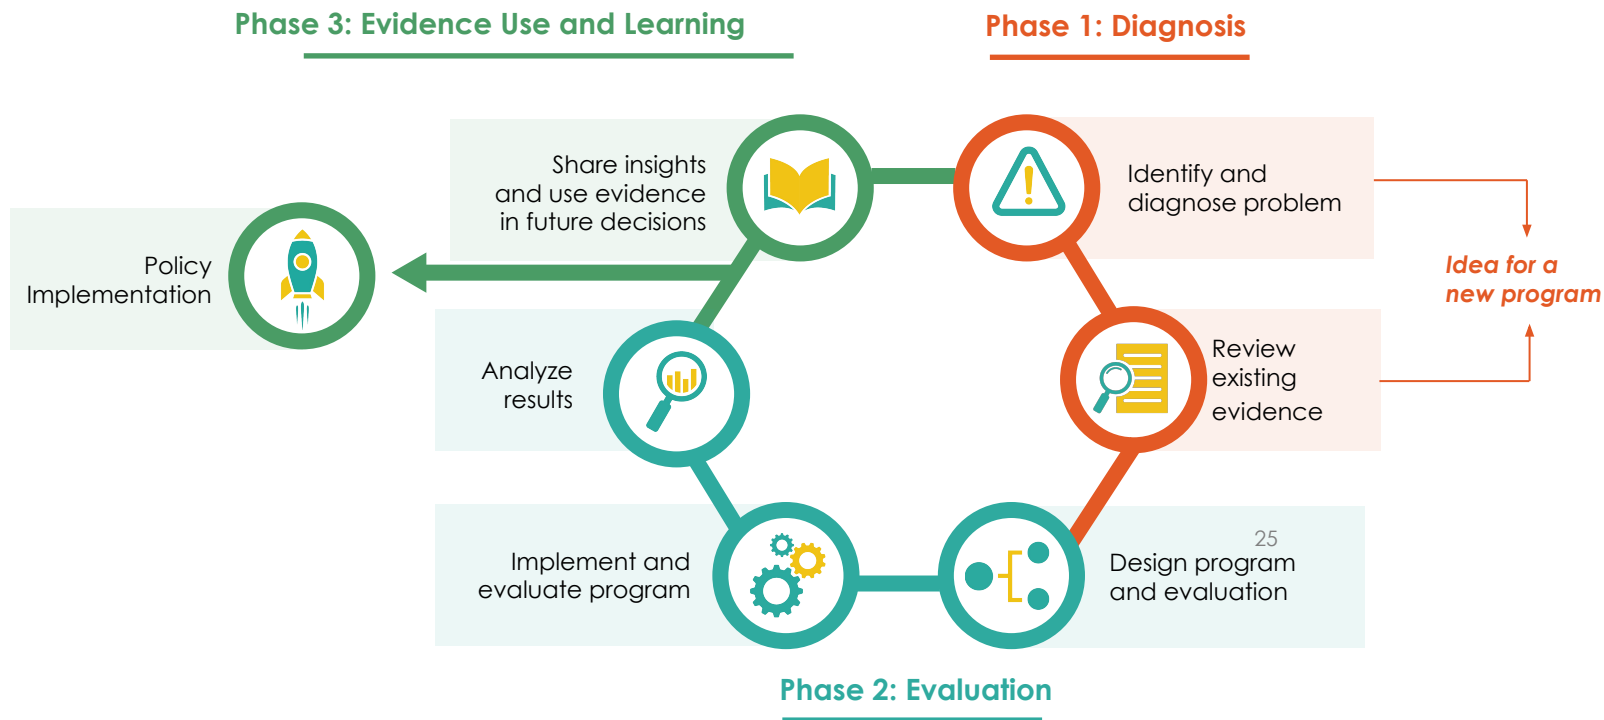 Phase 3: Evidence Use and Learning
Phase 1: Diagnosis
Share insights
and use evidence
in future decisions
Identify and
diagnose problem
Policy
Implementation
Idea for a
new program
Analyze
results
Review
existing
evidence
Implement and
evaluate program
25
Design program
and evaluation
Phase 2: Evaluation